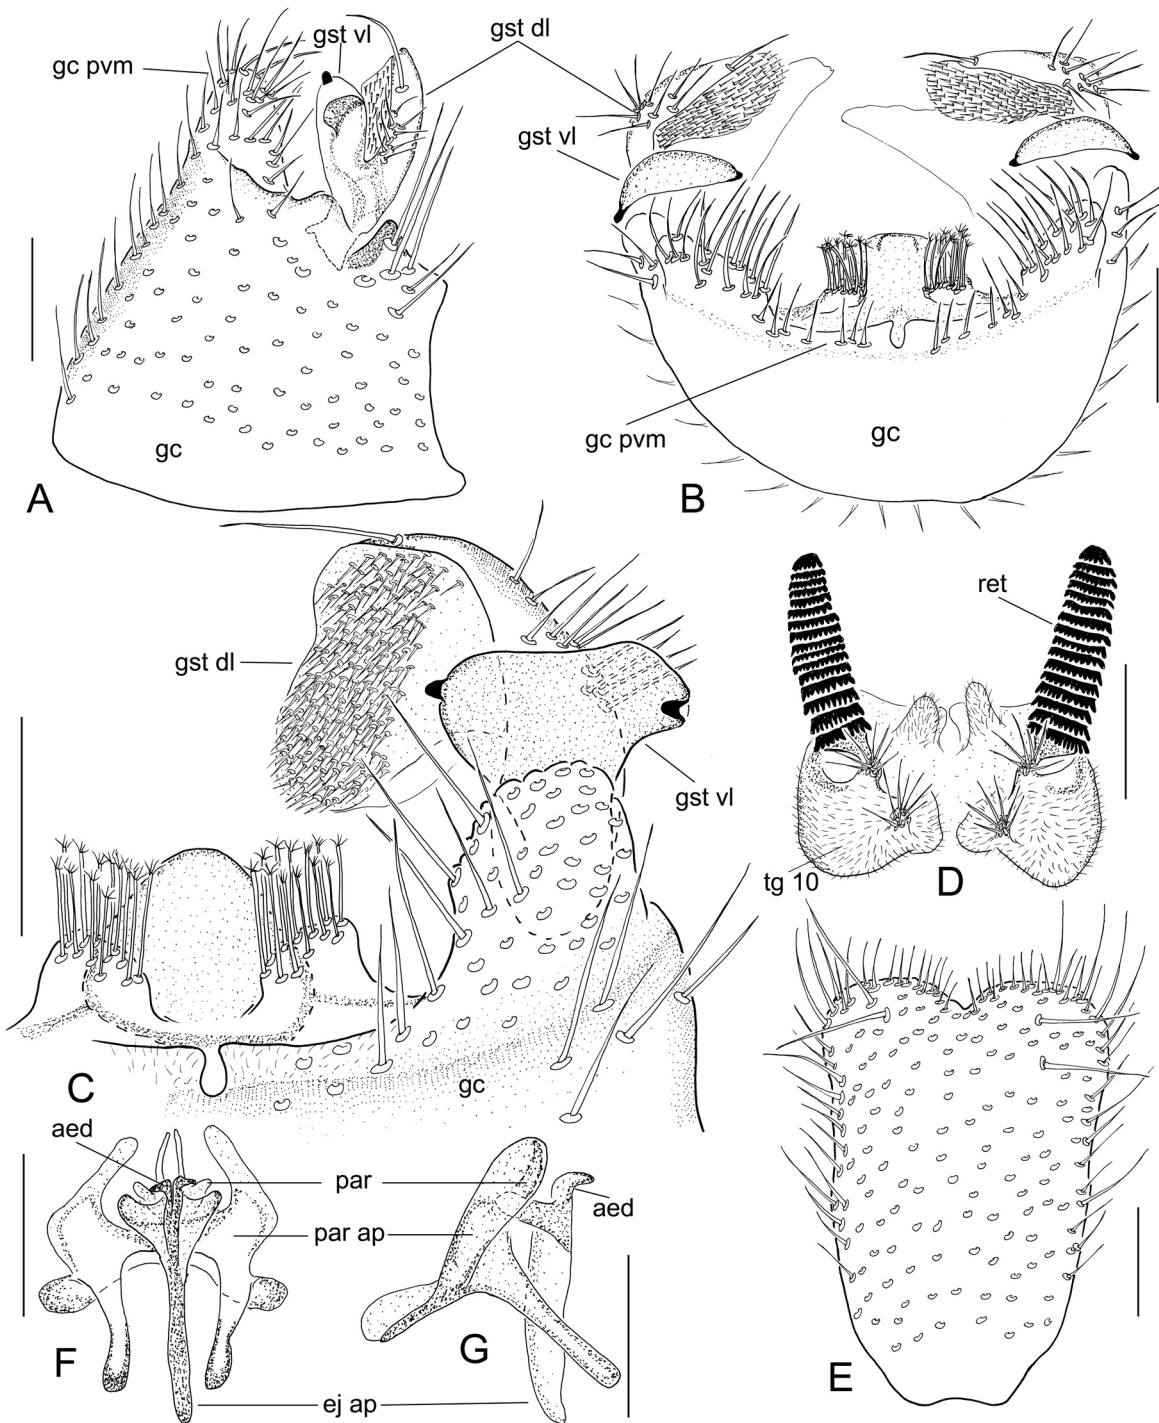 gst vl
gst dl
gc pvm
gst vl
gc
gc pvm
gc
A
B
ret
gst dl
gst vl
tg 10
D
C
gc
aed
par
aed
par ap
F
G
E
ej ap